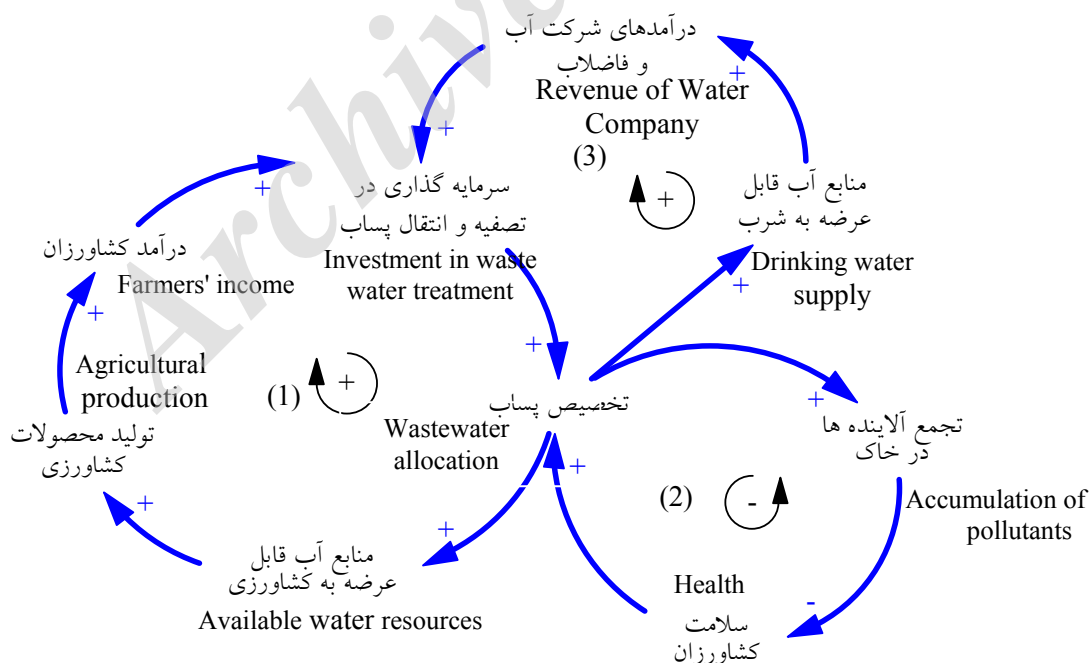 درآمدهای شرکت آب
و فاضلاب
Revenue of Water
Company
+
+
(3)
+
سرمایه گذاری در
تصفیه و انتقال پساب
Investment in waste
water treatment
منابع آب قابل
عرضه به شرب
Drinking water
supply
+
+
درآمد کشاورزان
Farmers' income
+
+
Agricultural
production
(1)
+
تولید محصولات
کشاورزی
تخصیص پساب
Wastewater
allocation
+
تجمع آلاینده ها
در خاک
Accumulation of
pollutants
+
(2)
-
+
+
منابع آب قابل
عرضه به کشاورزی
Available water resources
Health
سلامت
کشاورزان
-
Archive